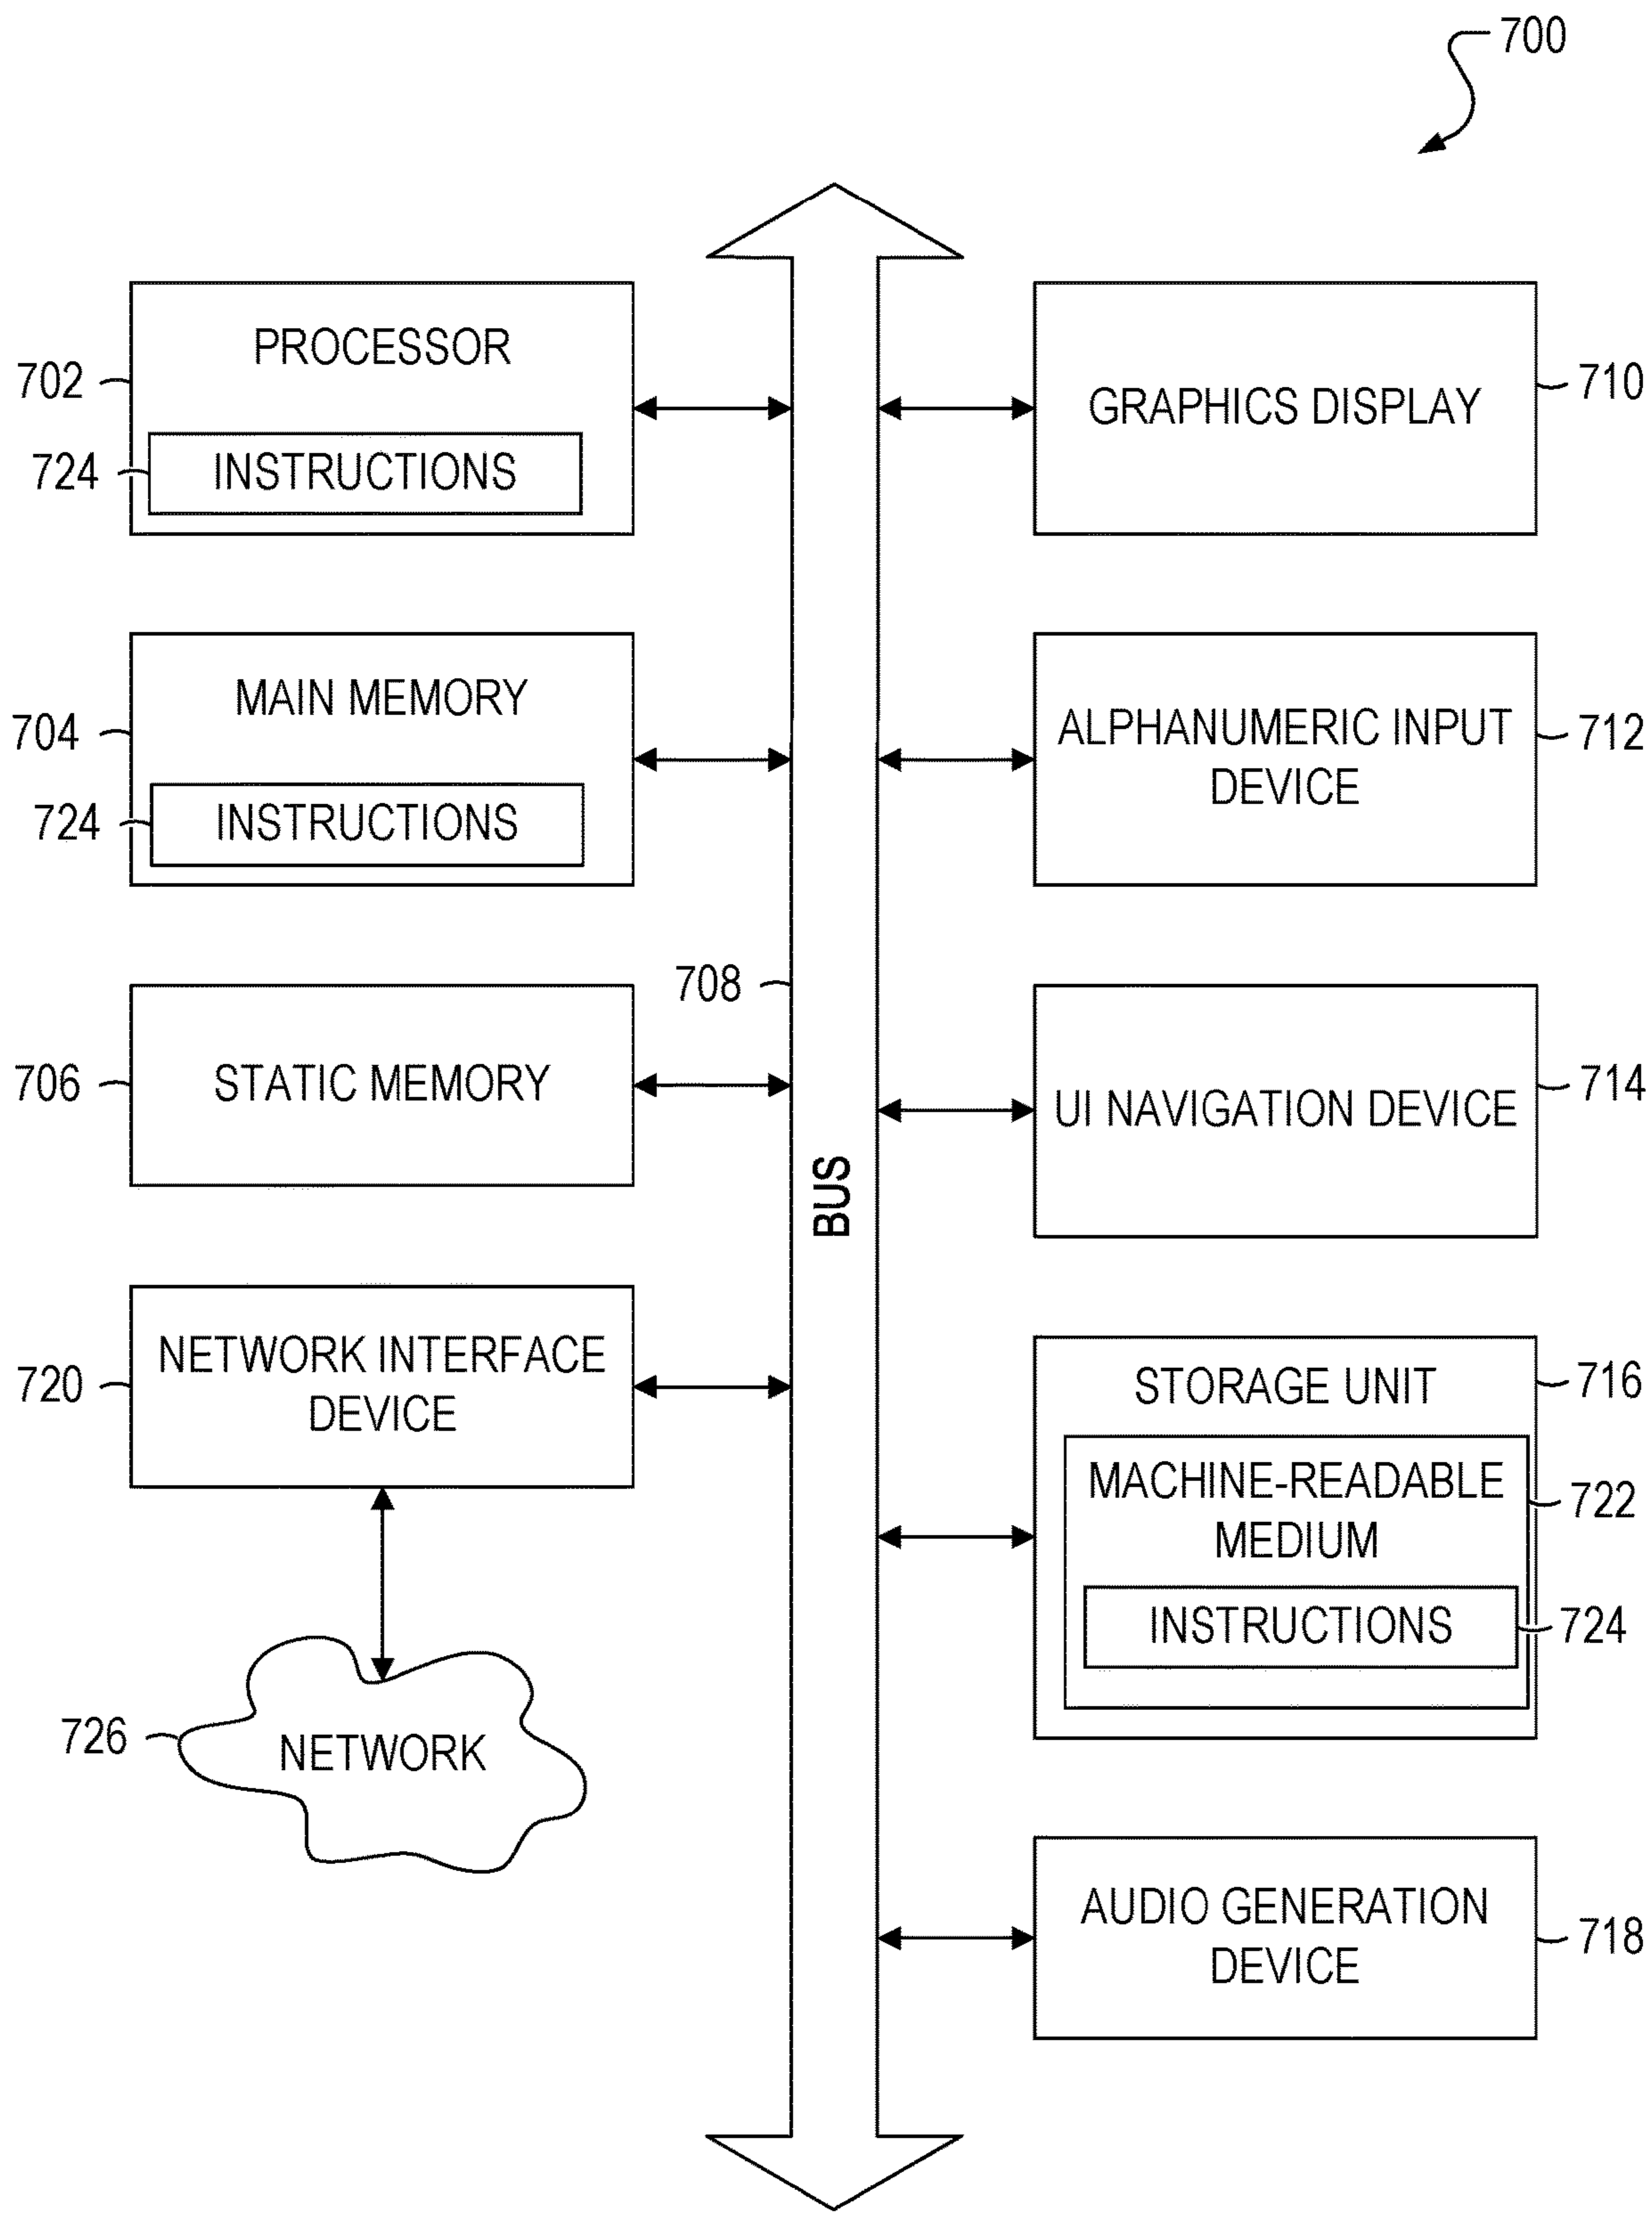 700
PROCESSOR
702
724
INSTRUCTIONS
MAIN MEMORY
704
724
INSTRUCTIONS
708
706
STATIC MEMORY
720
NETWORK INTERFACE
DEVICE
726
NETWORK
BUS
GRAPHICS DISPLAY
710
ALPHANUMERIC INPUT
DEVICE
712
UI NAVIGATION DEVICE
714
STORAGE UNIT
716
MACHINE-READABLE
MEDIUM
722
INSTRUCTIONS
724
AUDIO GENERATION
DEVICE
718